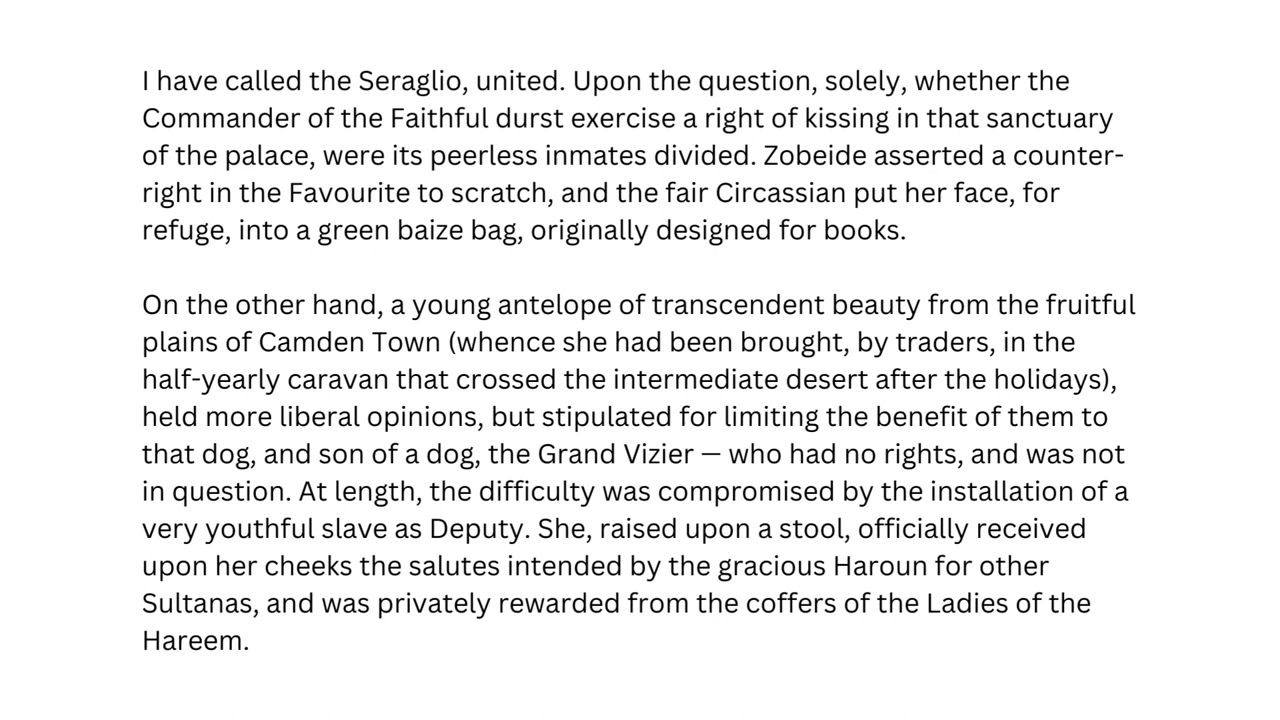 I have called the Seraglio, united. Upon the question, solely, whether the
Commander of the Faithful durst exercise a right of kissing in that sanctuary
of the palace, were its peerless inmates divided. Zobeide asserted a counter-
right in the Favourite to scratch, and the fair Circassian put her face, for
refuge, into a green baize bag, originally designed for books.

On the other hand, a young antelope of transcendent beauty from the fruitful
plains of Camden Town (whence she had been brought, by traders, in the
half-yearly caravan that crossed the intermediate desert after the holidays),
held more liberal opinions, but stipulated for limiting the benefit of them to
that dog, and son of a dog, the Grand Vizier — who had no rights, and was not
in question. At length, the difficulty was compromised by the installation of a
very youthful slave as Deputy. She, raised upon a stool, officially received
upon her cheeks the salutes intended by the gracious Haroun for other
Sultanas, and was privately rewarded from the coffers of the Ladies of the
Hareem.